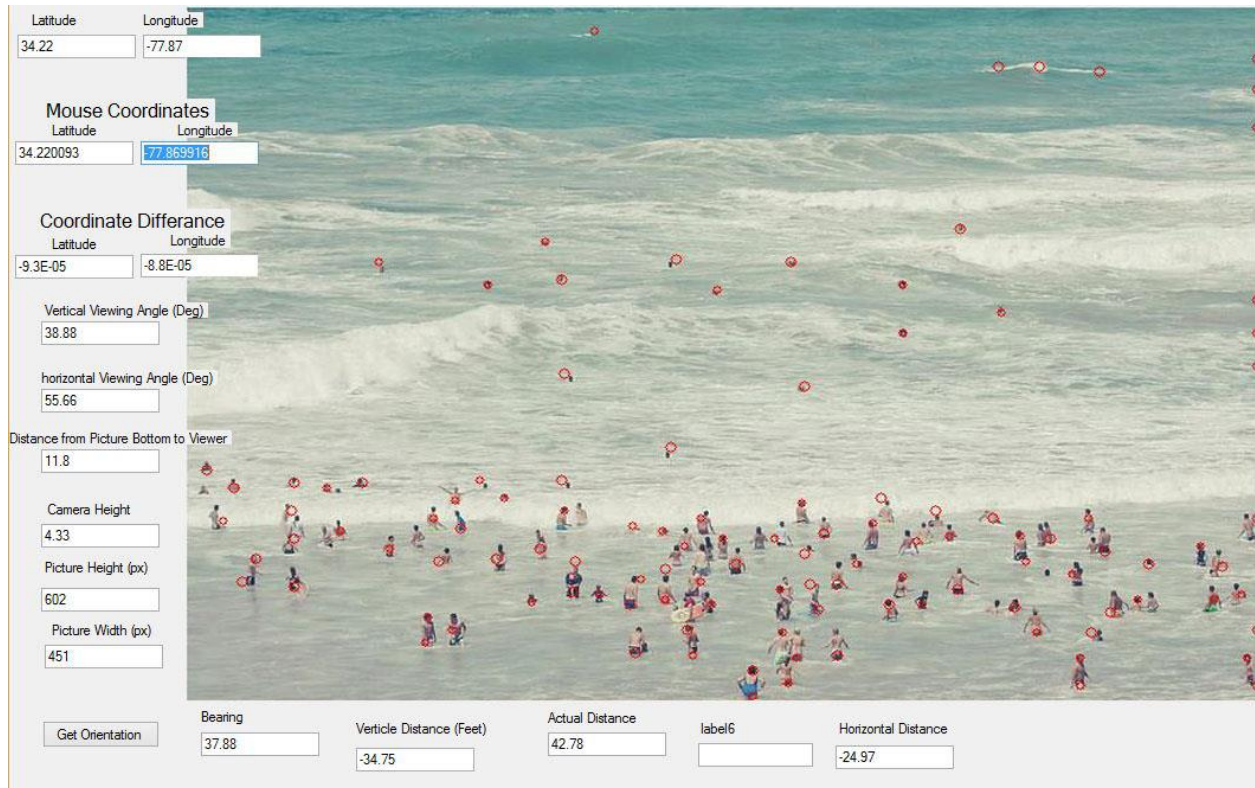 Latitude Longitude
34.22 -77.87
Mouse Coordinates
Latitude Longitude
34.220093 -77.869916
Coordinate Differance
Latitude Longitude
-9.3E-05 -8.8E-05
Vertical Viewing Angle (Deg)
38.88
horizontal Viewing Angle (Deg)
55.66
Distance from Picture Bottom to Viewer
11.8
Camera Height
4.33
Picture Height (px)
602
Picture Width (px)
451
Get Orientation
Bearing
37.88
Verticle Distance (Feet)
-34.75
Actual Distance
42.78
label6
Horizontal Distance
-24.97